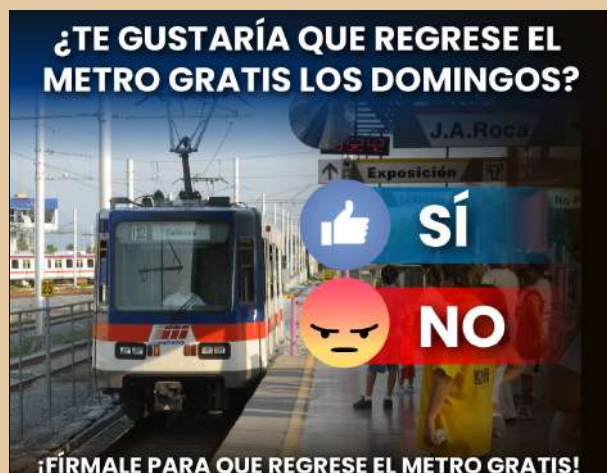 ¿TE GUSTARÍA QUE REGRESE EL
METRO GRATIS LOS DOMINGOS?
J.A.Roca
Exposición
SÍ
NO
¡FÍRMALE PARA QUE REGRESE EL METRO GRATIS!